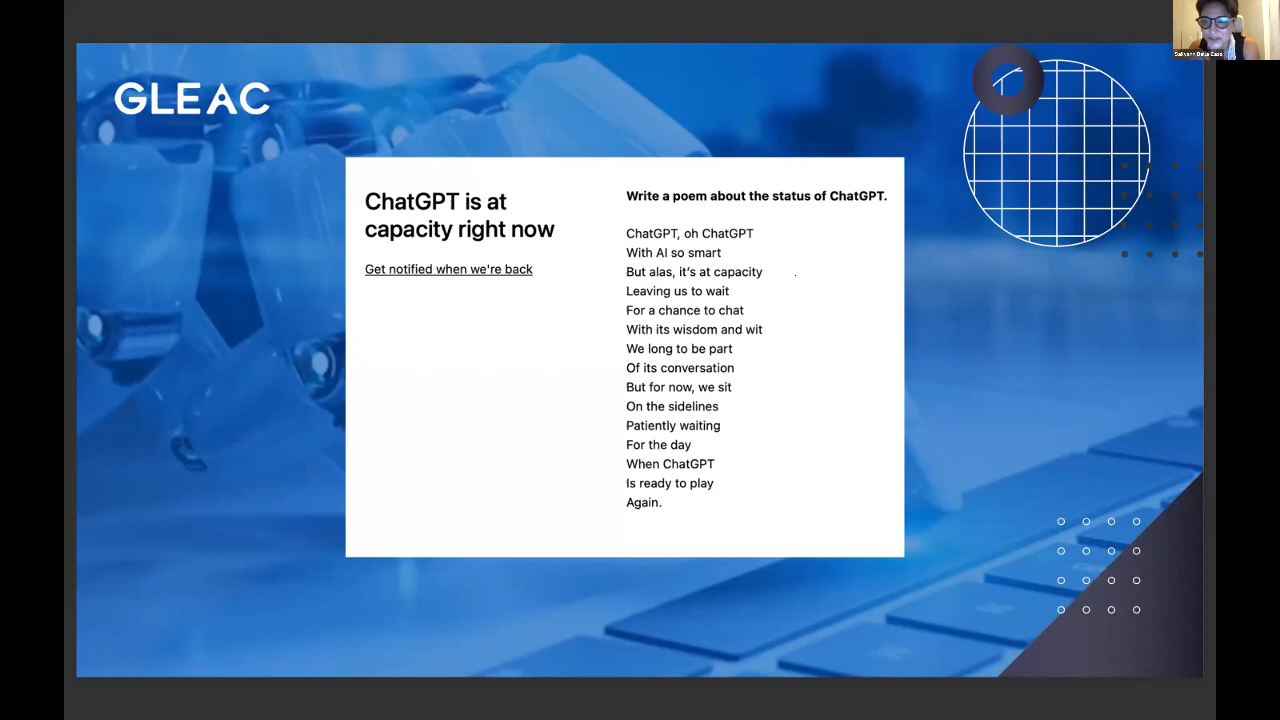 GLEAC
ChatGPT is at
capacity right now
Get notified when we're back
Write a poem about the status of ChatGPT.
ChatGPT, oh ChatGPT
With AI so smart
But alas, it’s at capacity
Leaving us to wait
For a chance to chat
With its wisdom and wit
We long to be part
Of its conversation
But for now, we sit
On the sidelines
Patiently waiting
For the day
When ChatGPT
Is ready to play
Again.